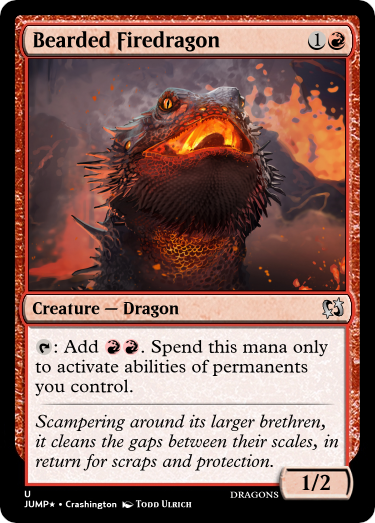 Bearded Firedragon 1
Creature — Dragon
: Add . Spend this mana only
to activate abilities of permanents
you control.
Scampering around its larger brethren,
it cleans the gaps between their scales, in
return for scraps and protection.
1/2
U DRAGONS
JUMP★ • Crashington Todd Ulrich